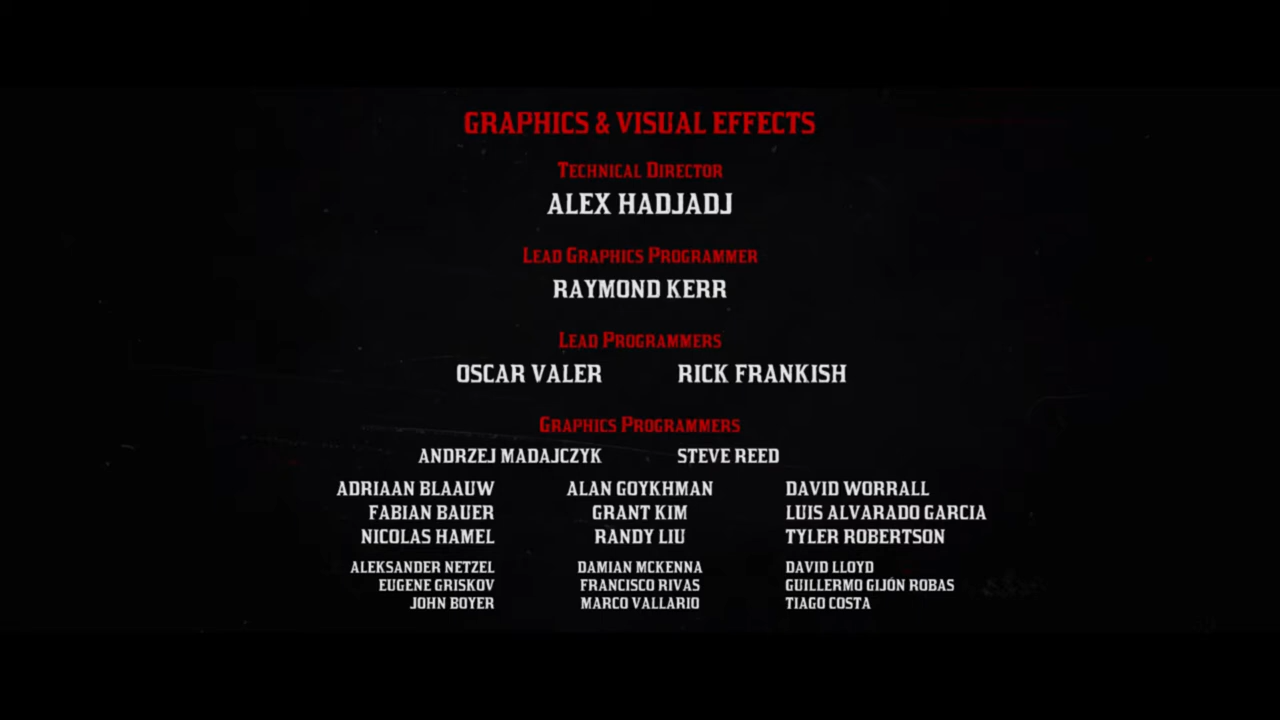 GRAPHICS & VISUAL EFFECTS
TECHNICAL DIRECTOR
ALEX HADJADJ
LEAD GRAPHICS PROGRAMMER
RAYMOND KERR
LEAD PROGRAMMERS
OSCAR VALER RICK FRANKISH
GRAPHICS PROGRAMMERS
ANDRZEJ MADAJCZYK STEVE REED
ADRIAAN BLAAUW ALAN GOYKHMAN DAVID WORRALL
FABIAN BAUER GRANT KIM LUIS ALVARADO GARCIA
NICOLAS HAMEL RANDY LIU TYLER ROBERTSON
ALEKSANDER NETZEL DAMIAN MCKENNA DAVID LLOYD
EUGENE GRISKOV FRANCISCO RIVAS GUILLERMO GIJÓN ROBAS
JOHN BOYER MARCO VALLARIO TIAGO COSTA